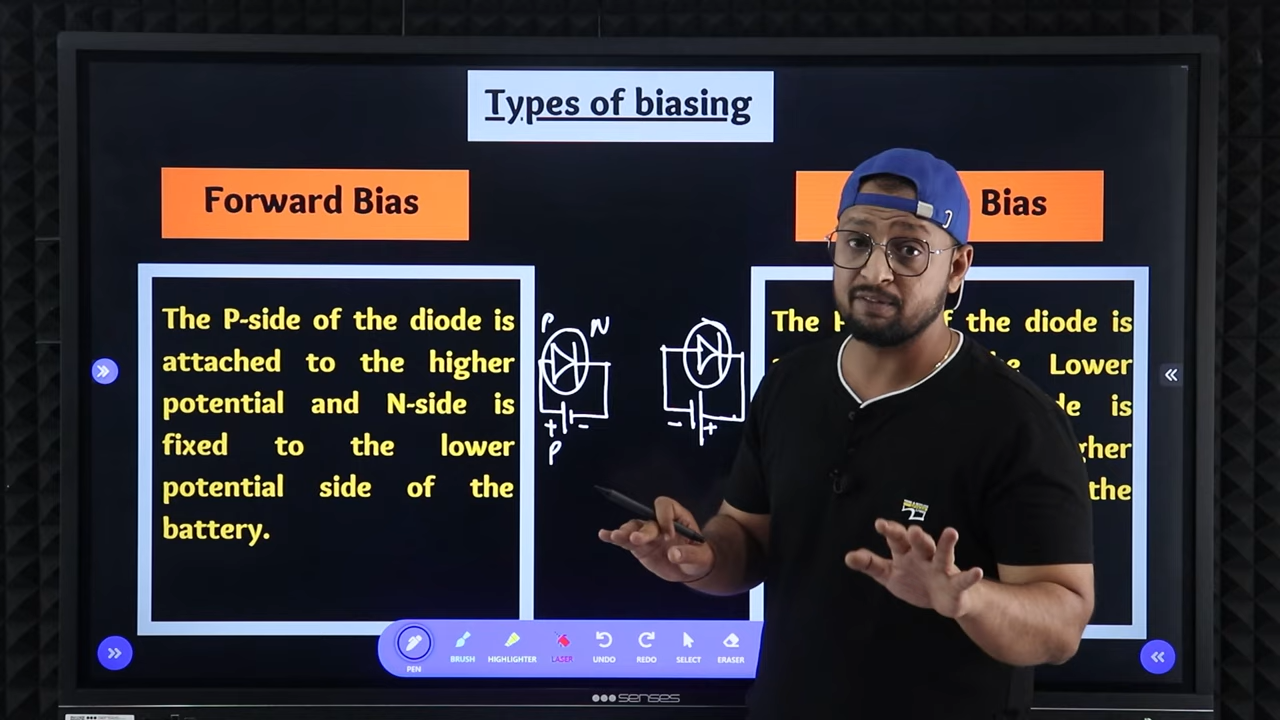 Types of biasing
Forward Bias
Bias
The P-side of the diode is
attached to the higher
potential and N-side is
fixed to the lower
potential side of the
battery.
P N
+ -
P
- +
The the diode is
Lower
is
the
PEN BRUSH HIGHLIGHTER LASER UNDO REDO SELECT ERASER
senses